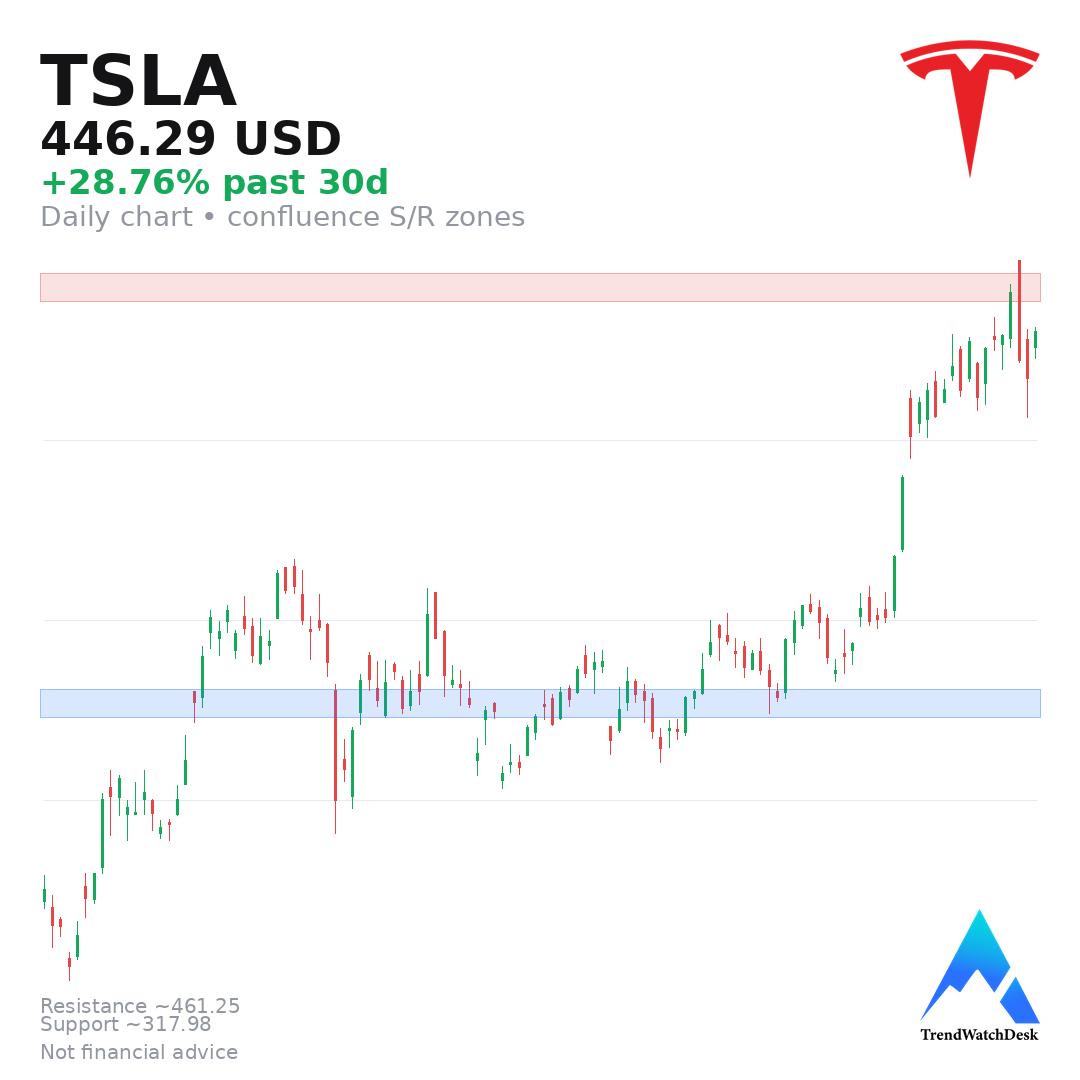 TSLA
446.29 USD
+28.76% past 30d
Daily chart • confluence S/R zones
Resistance ~461.25
Support ~317.98
Not financial advice
TrendWatchDesk